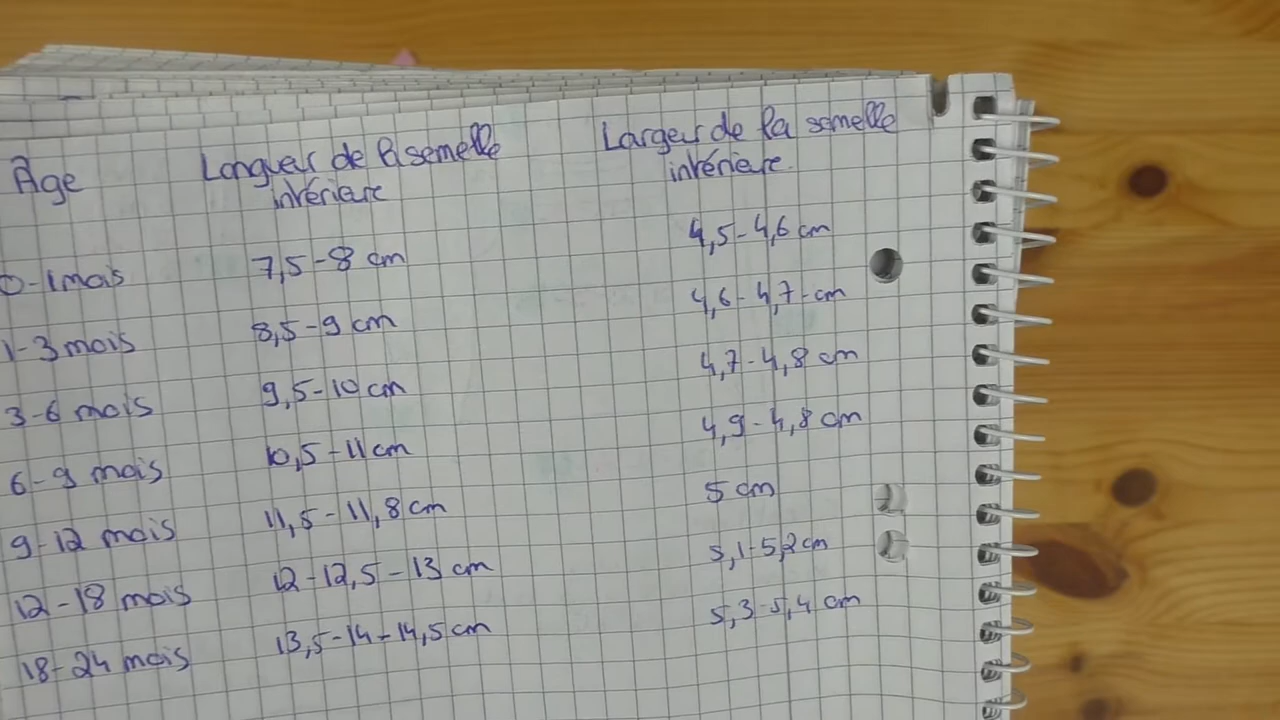 Âge Longueur de la semelle Largeur de la semelle
intérieure intérieure.
0-1 mois 7,5-8 cm 4,5-4,6 cm
1-3 mois 8,5-9 cm 4,6-4,7-cm
3-6 mois 9,5-10 cm 4,7-4,8 cm
6-9 mois 10,5-11 cm 4,9-4,8 cm
9-12 mois 11,5-11,8 cm 5 cm
12-18 mois 12-12,5-13 cm 5,1-5,2 cm
18-24 mois 13,5-14-14,5 cm 5,3-5,4 cm